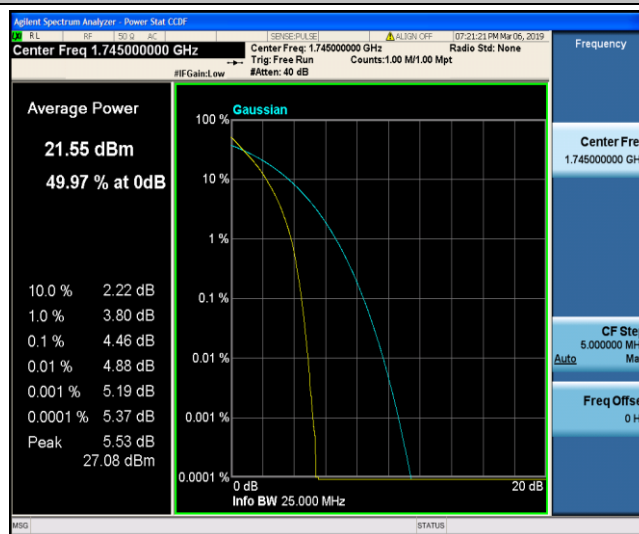 Agilent Spectrum Analyzer - Power Stat CCDF
RL RF 50 Ω AC SENSE:PULSE ALIGN OFF 07:21:21 PM Mar 06, 2019
Center Freq 1.745000000 GHz
Center Freq: 1.745000000 GHz Radio Std: None
Trig: Free Run Counts:1.00 M/1.00 Mpt
#IFGain:Low #Atten: 40 dB
Frequency
Average Power
21.55 dBm
49.97 % at 0dB
10.0 % 2.22 dB
1.0 % 3.80 dB
0.1 % 4.46 dB
0.01 % 4.88 dB
0.001 % 5.19 dB
0.0001 % 5.37 dB
Peak 5.53 dB
27.08 dBm
Gaussian
100 %
10 %
1 %
0.1 %
0.01 %
0.001 %
0.0001 %
0 dB 20 dB
Info BW 25.000 MHz
Center Fre
1.745000000 GH
CF Ste
5.000000 MH
Auto Ma
Freq Offse
0 H
MSG STATUS